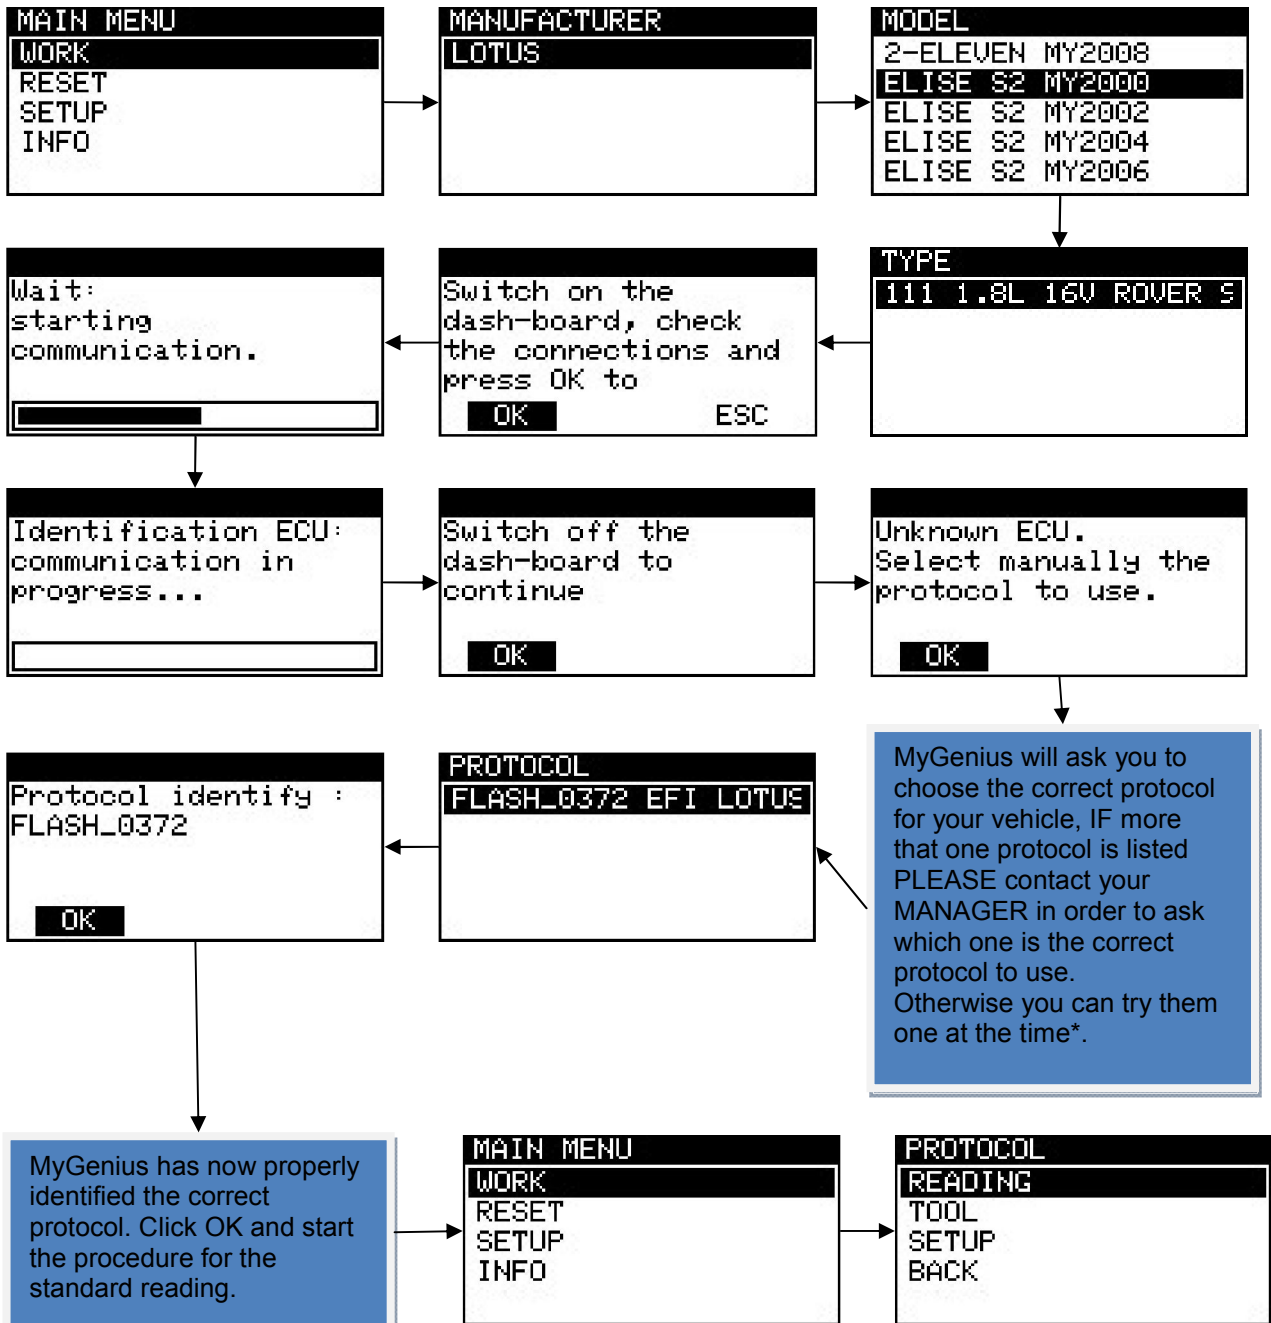 MAIN MENU
WORK
RESET
SETUP
INFO
MANUFACTURER
LOTUS
MODEL
2-ELEVEN MY2008
ELISE S2 MY2000
ELISE S2 MY2002
ELISE S2 MY2004
ELISE S2 MY2006
TYPE
111 1.8L 16V ROVER S
Switch on the
dash-board, check
the connections and
press OK to
OK ESC
Wait:
starting
communication.
Identification ECU:
communication in
progress...
Switch off the
dash-board to
continue
OK
Unknown ECU.
Select manually the
protocol to use.
OK
MyGenius will ask you to
choose the correct protocol
for your vehicle, IF more
that one protocol is listed
PLEASE contact your
MANAGER in order to ask
which one is the correct
protocol to use.
Otherwise you can try them
one at the time*.
PROTOCOL
FLASH_0372 EFI LOTUS
Protocol identify :
FLASH_0372
OK
MyGenius has now properly
identified the correct
protocol. Click OK and start
the procedure for the
standard reading.
MAIN MENU
WORK
RESET
SETUP
INFO
PROTOCOL
READING
TOOL
SETUP
BACK